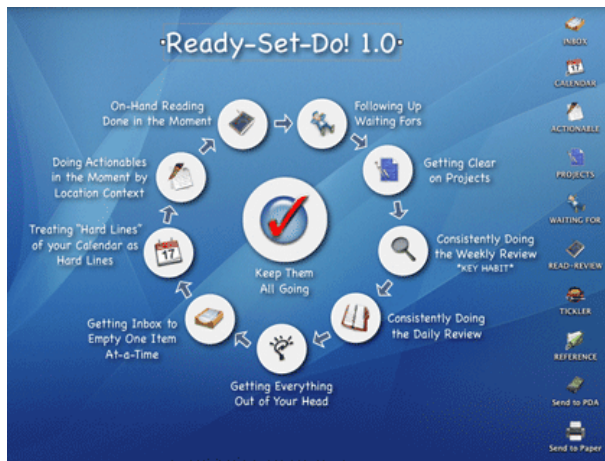 ·Ready-Set-Do! 1.0·
On-Hand Reading
Done in the Moment
Following Up
Waiting Fors
Getting Clear
on Projects
Consistently Doing
the Weekly Review
*KEY HABIT*
Consistently Doing
the Daily Review
Getting Everything
Out of Your Head
Getting Inbox to
Empty One Item
At-a-Time
Treating "Hard Lines"
of your Calendar as
Hard Lines
17
Doing Actionables
in the Moment by
Location Context
Keep Them
All Going
INBOX
17
CALENDAR
ACTIONABLE
PROJECTS
WAITING FOR
READ-REVIEW
TICKLER
REFERENCE
Send to PDA
Send to Paper